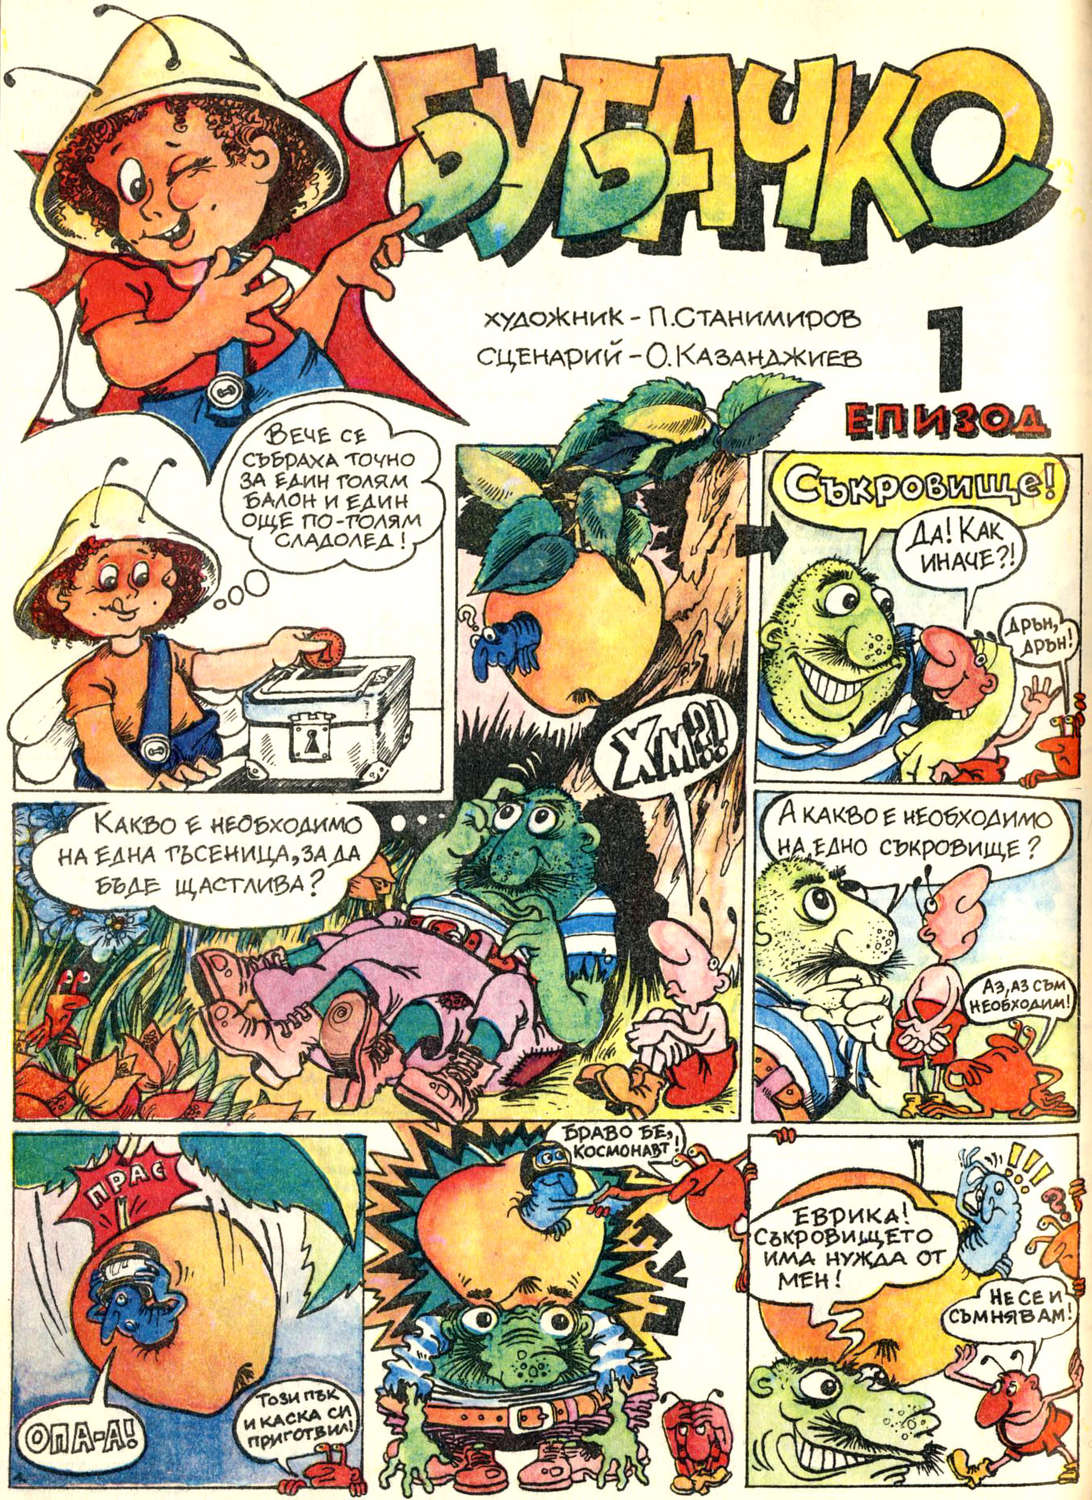 БУБАЧКО
ХУДОЖНИК – П. СТАНИМИРОВ
СЦЕНАРИЙ – О. КАЗАНДЖИЕВ
1
ЕПИЗОД
ВЕЧЕ СЕ
СЪБРАХА ТОЧНО
ЗА ЕДИН ГОЛЯМ
БАЛОН И ЕДИН
ОЩЕ ПО-ГОЛЯМ
СЛАДОЛЕД!
?
ХМ?!
КАКВО Е НЕОБХОДИМО
НА ЕДНА ГЪСЕНИЦА, ЗА ДА
БЪДЕ ЩАСТЛИВА?
СЪКРОВИЩЕ!
ДА! КАК
ИНАЧЕ?!
ДРЪН,
ДРЪН!
А КАКВО Е НЕОБХОДИМО
НА ЕДНО СЪКРОВИЩЕ?
АЗ, АЗ СЪМ
НЕОБХОДИМ!
ПРАС
ОПА-А!
ТОЗИ ПЪК
И КАСКА СИ
ПРИГОТВИЛ!
БРАВО БЕ,
КОСМОНАВТ!
ТУП
ЕВРИКА!
СЪКРОВИЩЕТО
ИМА НУЖДА ОТ
МЕН!
!!!
?
НЕ СЕ И
СЪМНЯВАМ!